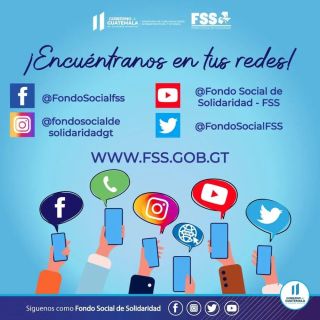 GOBIERNO de
GUATEMALA
FSS
¡Encuéntranos en tus redes!
@FondoSocialfss
@Fondo Social de
Solidaridad - FSS
@fondosocialde
solidaridadgt
@FondoSocialFSS
WWW.FSS.GOB.GT
GOBIERNO de
GUATEMALA
Síguenos como Fondo Social de Solidaridad